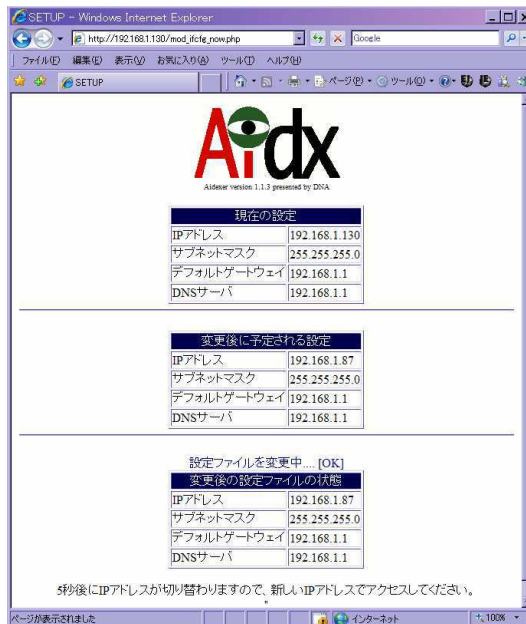 SETUP - Windows Internet Explorer
http://192.168.1.130/mod_ifcfg_now.php
Google
ファイル(F) 編集(E) 表示(V) お気に入り(A) ツール(T) ヘルプ(H)
SETUP
ページ(P) ツール(O)
Aidx
Aidexer version 1.1.3 presented by DNA
現在の設定
IPアドレス 192.168.1.130
サブネットマスク 255.255.255.0
デフォルトゲートウェイ 192.168.1.1
DNSサーバ 192.168.1.1
変更後に予定される設定
IPアドレス 192.168.1.87
サブネットマスク 255.255.255.0
デフォルトゲートウェイ 192.168.1.1
DNSサーバ 192.168.1.1
設定ファイルを変更中.... [OK]
変更後の設定ファイルの状態
IPアドレス 192.168.1.87
サブネットマスク 255.255.255.0
デフォルトゲートウェイ 192.168.1.1
DNSサーバ 192.168.1.1
5秒後にIPアドレスが切り替わりますので、新しいIPアドレスでアクセスしてください。
ページが表示されました インターネット 100%